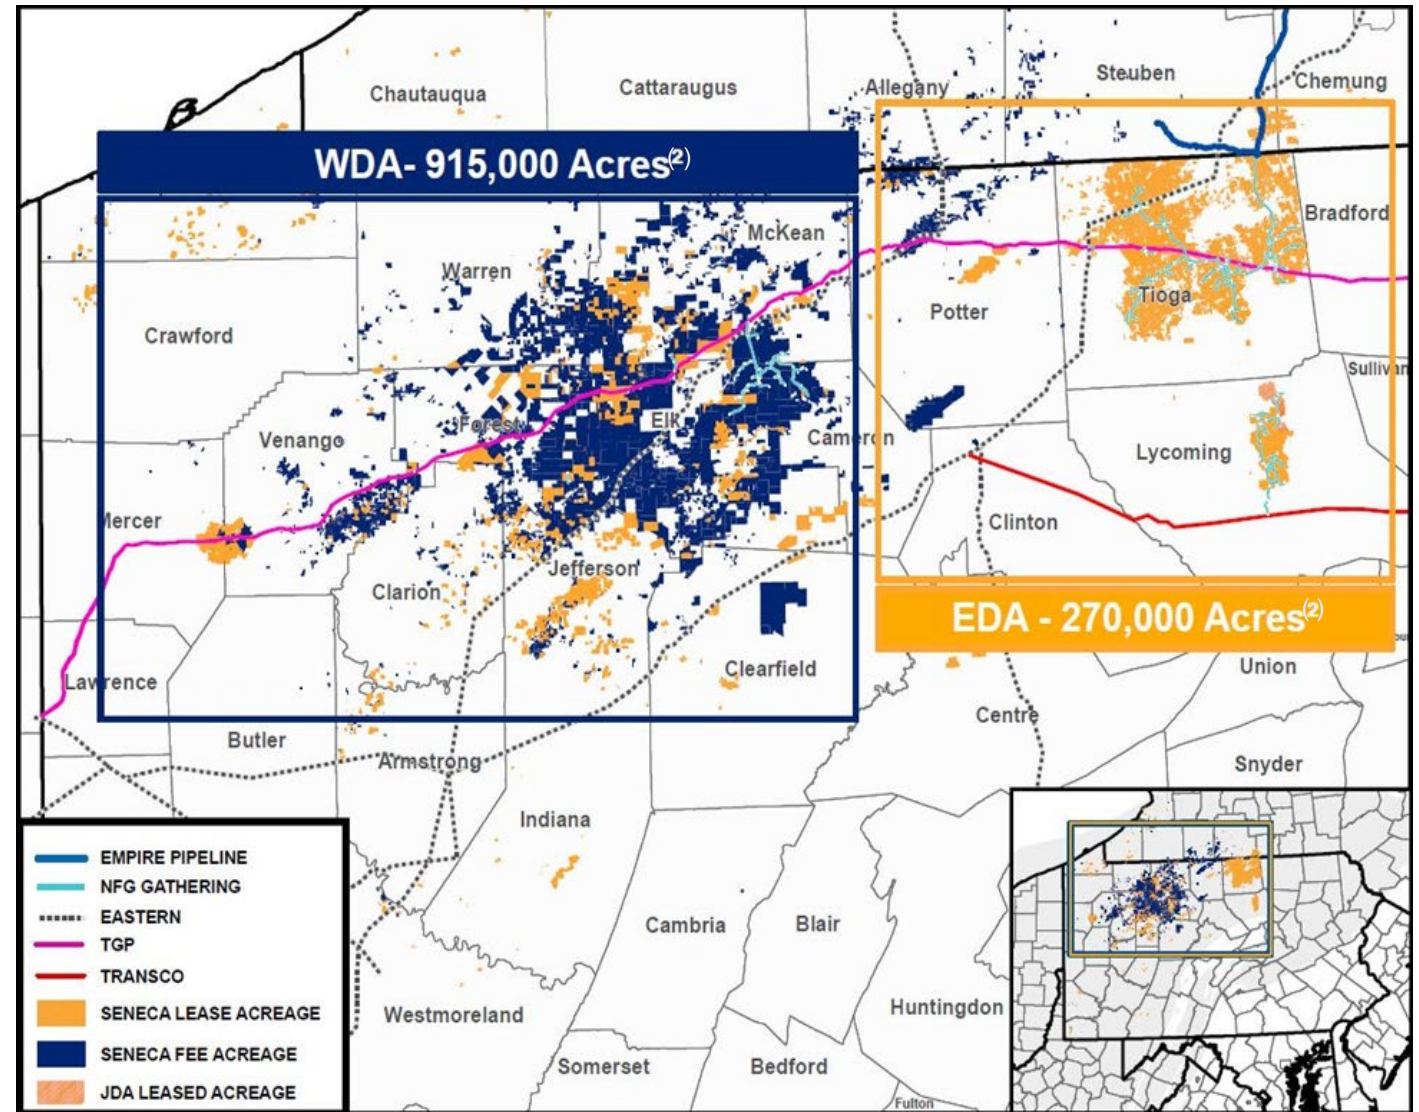 Chautauqua
Cattaraugus
Allegany
Steuben
Chemung
WDA- 915,000 Acres(2)
McKean
Bradford
Warren
Crawford
Potter
Tioga
Sullivan
Venango
Forest
Elk
Cameron
Lycoming
Mercer
Clinton
Clarion
Jefferson
EDA - 270,000 Acres(2)
Lawrence
Clearfield
Union
Centre
Butler
Armstrong
Snyder
Indiana
Cambria
Blair
Huntingdon
Westmoreland
Somerset
Bedford
Fulton
EMPIRE PIPELINE
NFG GATHERING
EASTERN
TGP
TRANSCO
SENECA LEASE ACREAGE
SENECA FEE ACREAGE
JDA LEASED ACREAGE